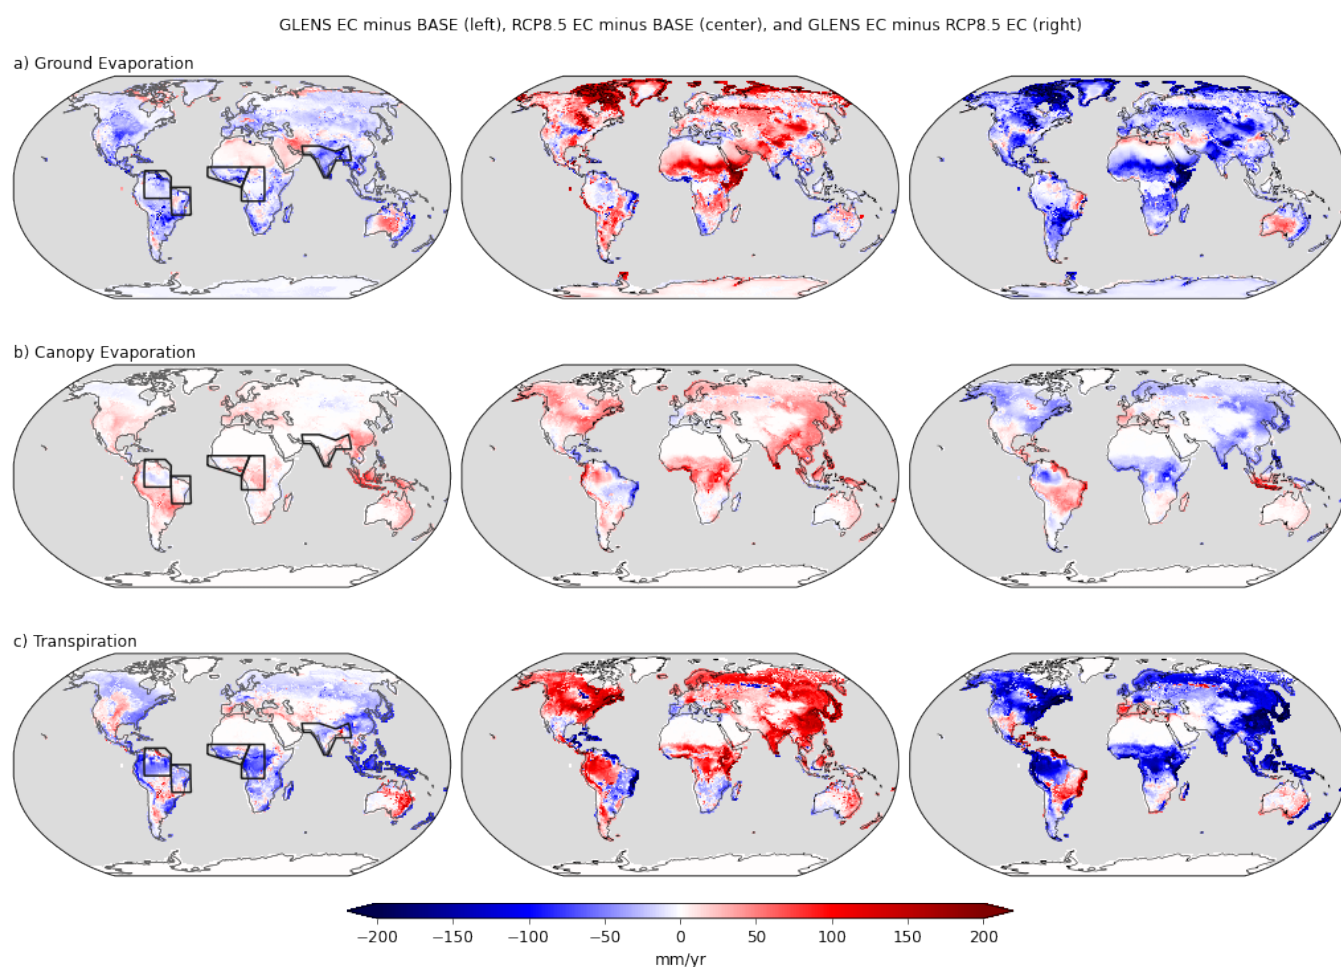 GLENS EC minus BASE (left), RCP8.5 EC minus BASE (center), and GLENS EC minus RCP8.5 EC (right)
a) Ground Evaporation
b) Canopy Evaporation
c) Transpiration
−200 −150 −100 −50 0 50 100 150 200
mm/yr